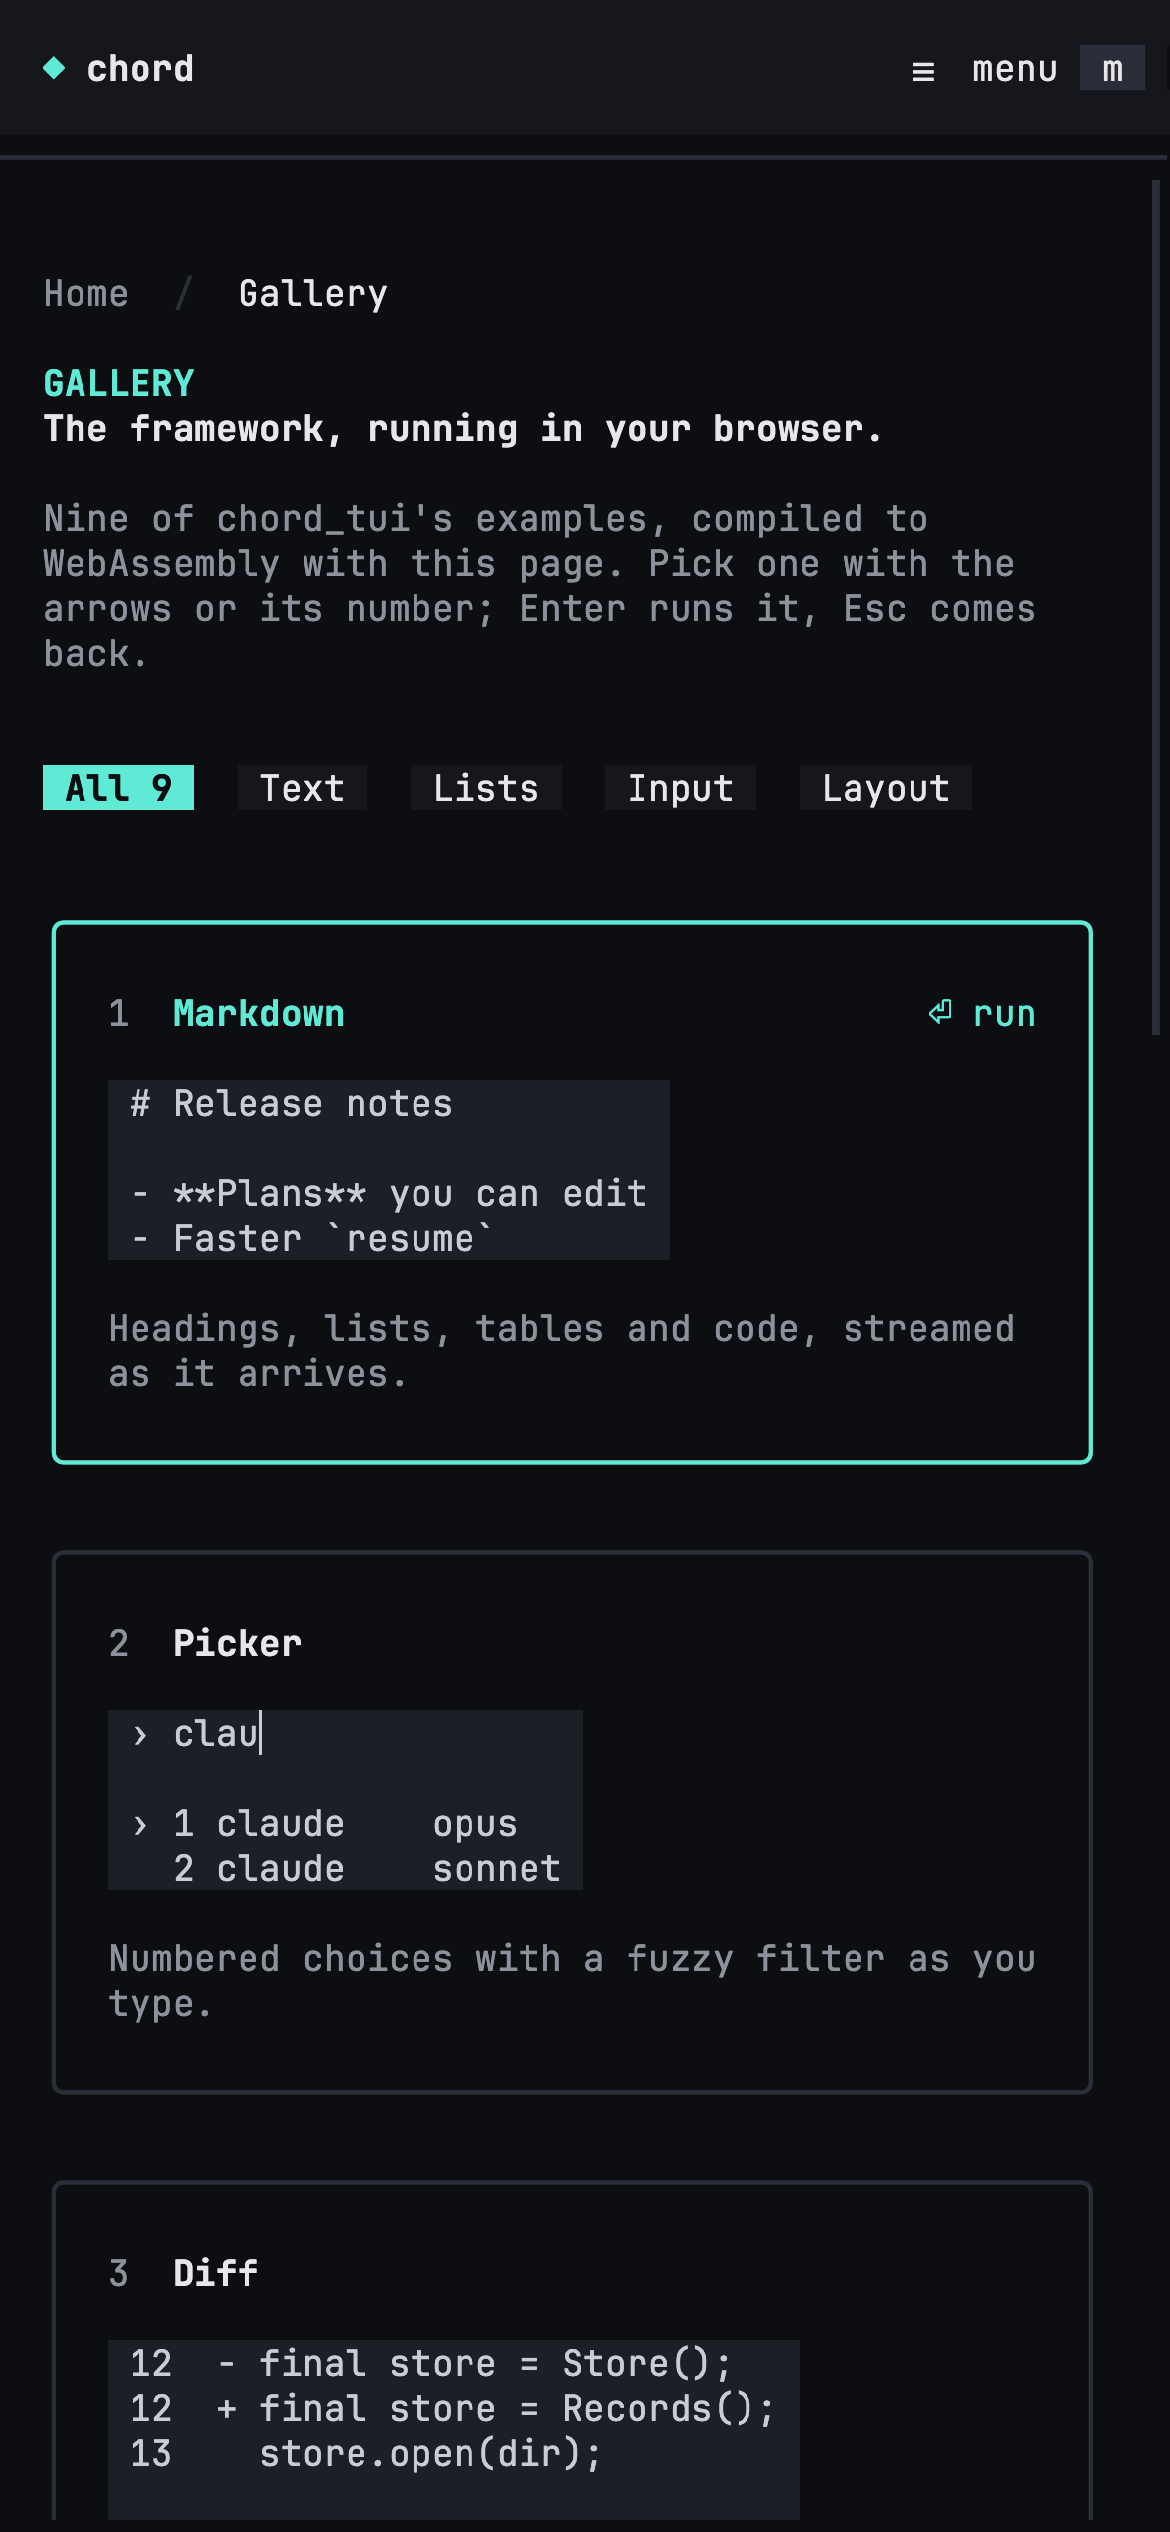 ◆ chord ≡ menu m
Home / Gallery
GALLERY
The framework, running in your browser.
Nine of chord_tui's examples, compiled to
WebAssembly with this page. Pick one with the
arrows or its number; Enter runs it, Esc comes
back.
All 9 Text Lists Input Layout
1 Markdown ⏎ run
# Release notes
- **Plans** you can edit
- Faster `resume`
Headings, lists, tables and code, streamed
as it arrives.
2 Picker
› clau
› 1 claude opus
2 claude sonnet
Numbered choices with a fuzzy filter as you
type.
3 Diff
12 - final store = Store();
12 + final store = Records();
13 store.open(dir);